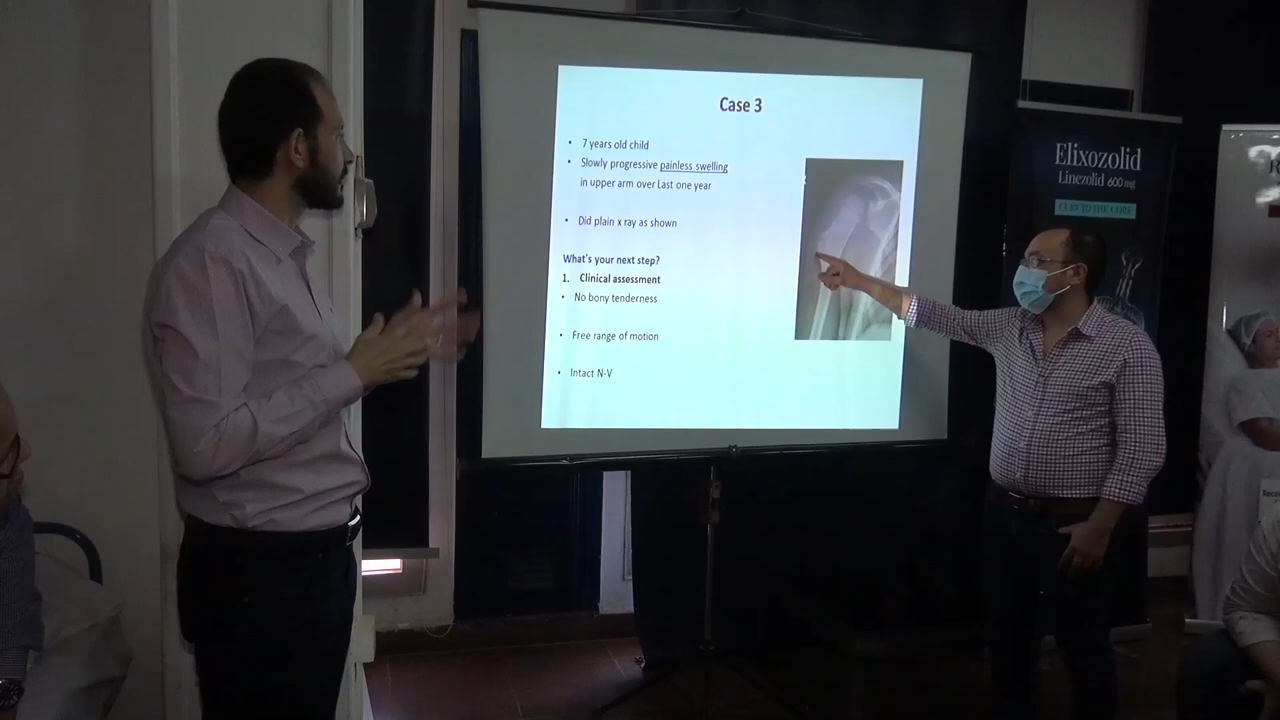 Case 3
• 7 years old child
• Slowly progressive painless swelling
in upper arm over Last one year
• Did plain x ray as shown
What's your next step?
1. Clinical assessment
• No bony tenderness
• Free range of motion
• Intact N-V
Elixozolid
Linezolid 600 mg
CURE TO THE CORE